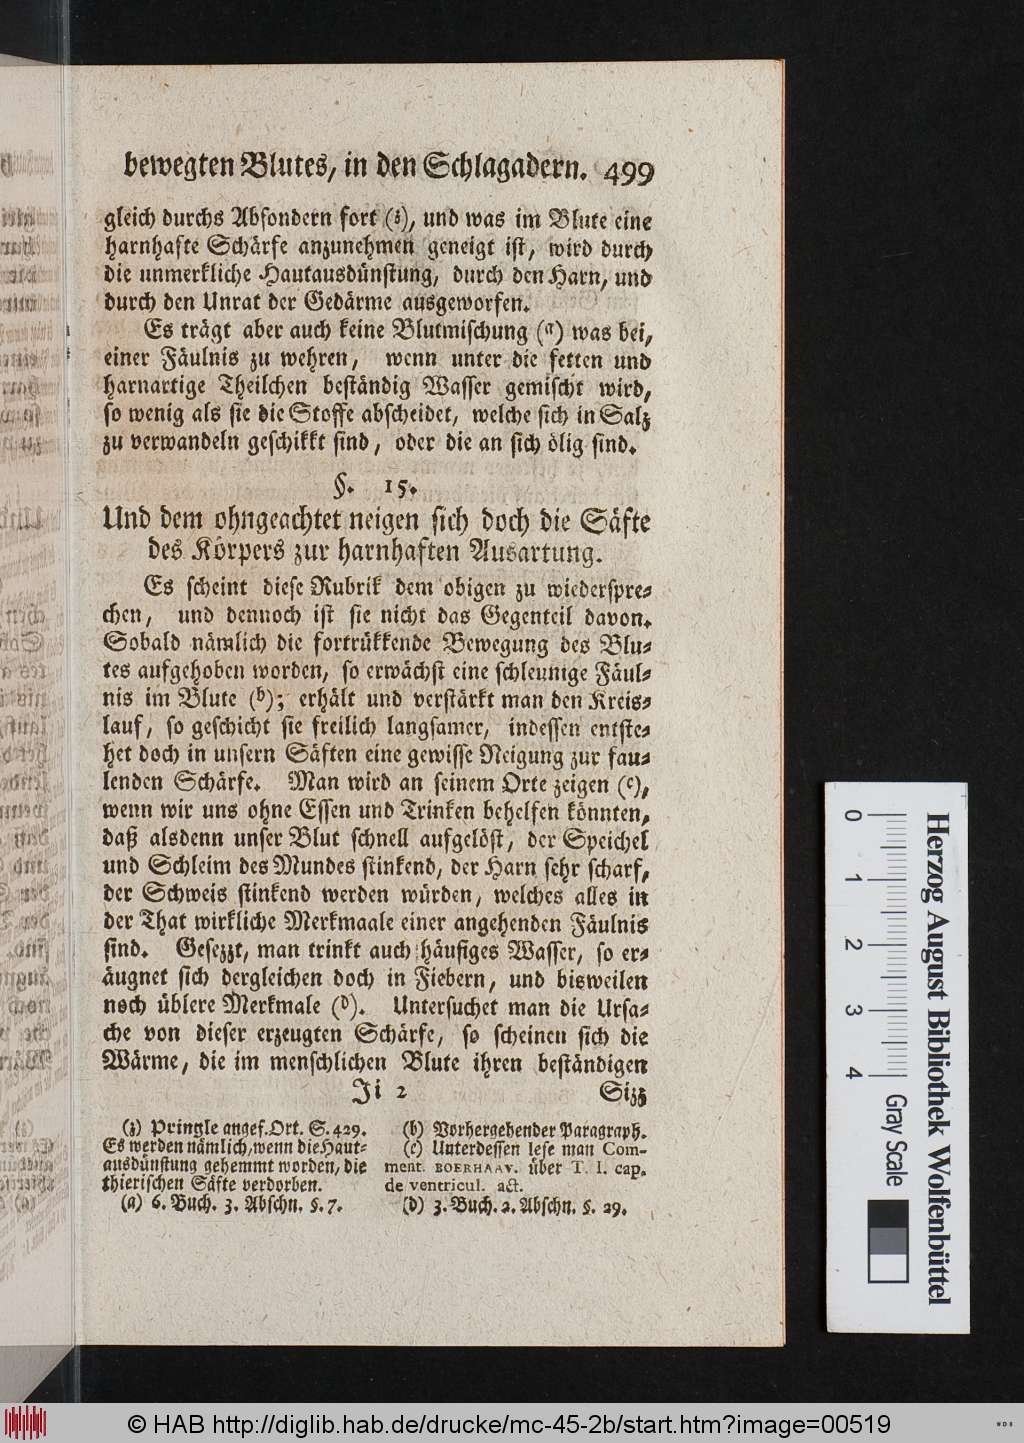 bewegten Blutes, in den Schlagadern. 499
gleich durchs Absondern fort (z), und was im Blute eine
harnhafte Schärfe anzunehmen geneigt ist, wird durch
die unmerkliche Hautausdünstung, durch den Harn, und
durch den Unrat der Gedärme ausgeworfen.
Es trägt aber auch keine Blutmischung (a) was bei,
einer Fäulnis zu wehren, wenn unter die fetten und
harnartige Theilchen beständig Wasser gemischt wird,
so wenig als sie die Stoffe abscheidet, welche sich in Salz
zu verwandeln geschikkt sind, oder die an sich ölig sind.
§. 15.
Und dem ohngeachtet neigen sich doch die Säfte
des Körpers zur harnhaften Ausartung.
Es scheint diese Rubrik dem obigen zu wiederspre-
chen, und dennoch ist sie nicht das Gegenteil davon.
Sobald nämlich die fortrükkende Bewegung des Blu-
tes aufgehoben worden, so erwächst eine schleunige Fäul-
nis im Blute (b); erhält und verstärkt man den Kreis-
lauf, so geschicht sie freilich langsamer, indessen entste-
het doch in unsern Säften eine gewisse Neigung zur fau-
lenden Schärfe. Man wird an seinem Orte zeigen (c),
wenn wir uns ohne Essen und Trinken behelfen könnten,
daß alsdenn unser Blut schnell aufgelöst, der Speichel
und Schleim des Mundes stinkend, der Harn sehr scharf,
der Schweis stinkend werden würden, welches alles in
der That wirkliche Merkmaale einer angehenden Fäulnis
sind. Gesezzt, man trinkt auch häufiges Wasser, so er-
äugnet sich dergleichen doch in Fiebern, und bisweilen
noch üblere Merkmale (d). Untersuchet man die Ursa-
che von dieser erzeugten Schärfe, so scheinen sich die
Wärme, die im menschlichen Blute ihren beständigen
Ji 2 Sizz
(z) Pringle angef. Ort. S. 429.
Es werden nämlich, wenn die Haut-
ausdünstung gehemmt worden, die
thierischen Säfte verdorben.
(a) 6. Buch. 3. Abschn. §. 7.
(b) Vorhergehender Paragraph.
(c) Unterdessen lese man Com-
ment. BOERHAAV. über T. I. cap.
de ventricul. act.
(d) 3. Buch. 2. Abschn. §. 29.
Herzog August Bibliothek Wolfenbüttel
0 1 2 3 4 Gray Scale
© HAB http://diglib.hab.de/drucke/mc-45-2b/start.htm?image=00519